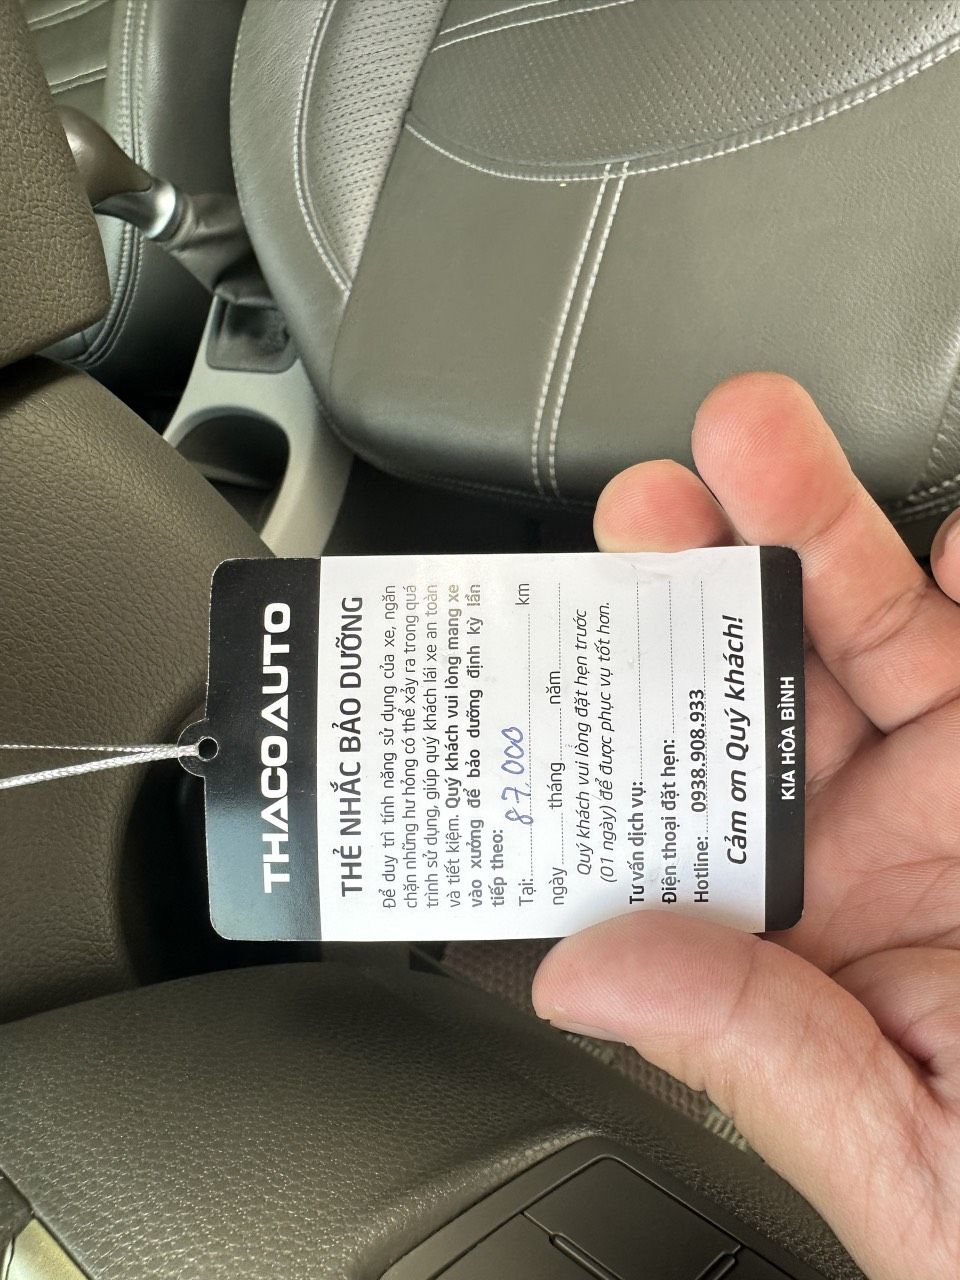 THACO AUTO
THẺ NHẮC BẢO DƯỠNG
Để duy trì tính năng sử dụng của xe, ngăn
chặn những hư hỏng có thể xảy ra trong quá
trình sử dụng, giúp quý khách lái xe an toàn
và tiết kiệm. Quý khách vui lòng mang xe
vào xưởng để bảo dưỡng định kỳ lần
tiếp theo:
Tại:........87.000........km
ngày............tháng............năm............
Quý khách vui lòng đặt hẹn trước
(01 ngày) để được phục vụ tốt hơn.
Tư vấn dịch vụ:............
Điện thoại đặt hẹn:............
Hotline: 0938.908.933
Cảm ơn Quý khách!
KIA HÒA BÌNH